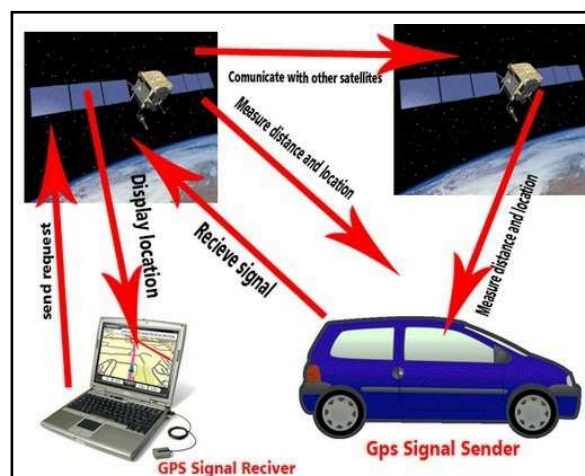 Comunicate with other satellites
Measure distance and location
Measure distance and location
Recieve signal
Display location
send request
GPS Signal Reciver
Gps Signal Sender